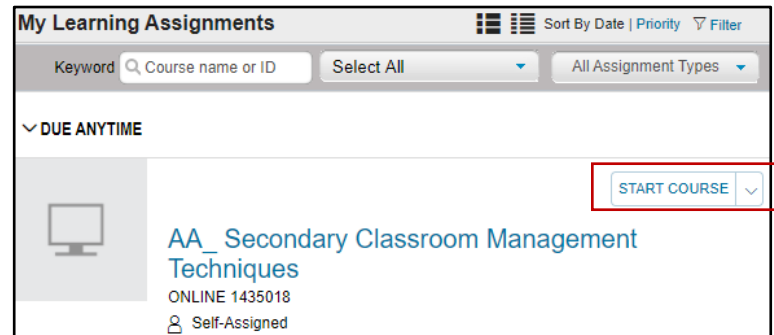 My Learning Assignments Sort By Date | Priority Filter
Keyword Course name or ID Select All All Assignment Types
DUE ANYTIME
START COURSE
AA_ Secondary Classroom Management
Techniques
ONLINE 1435018
Self-Assigned